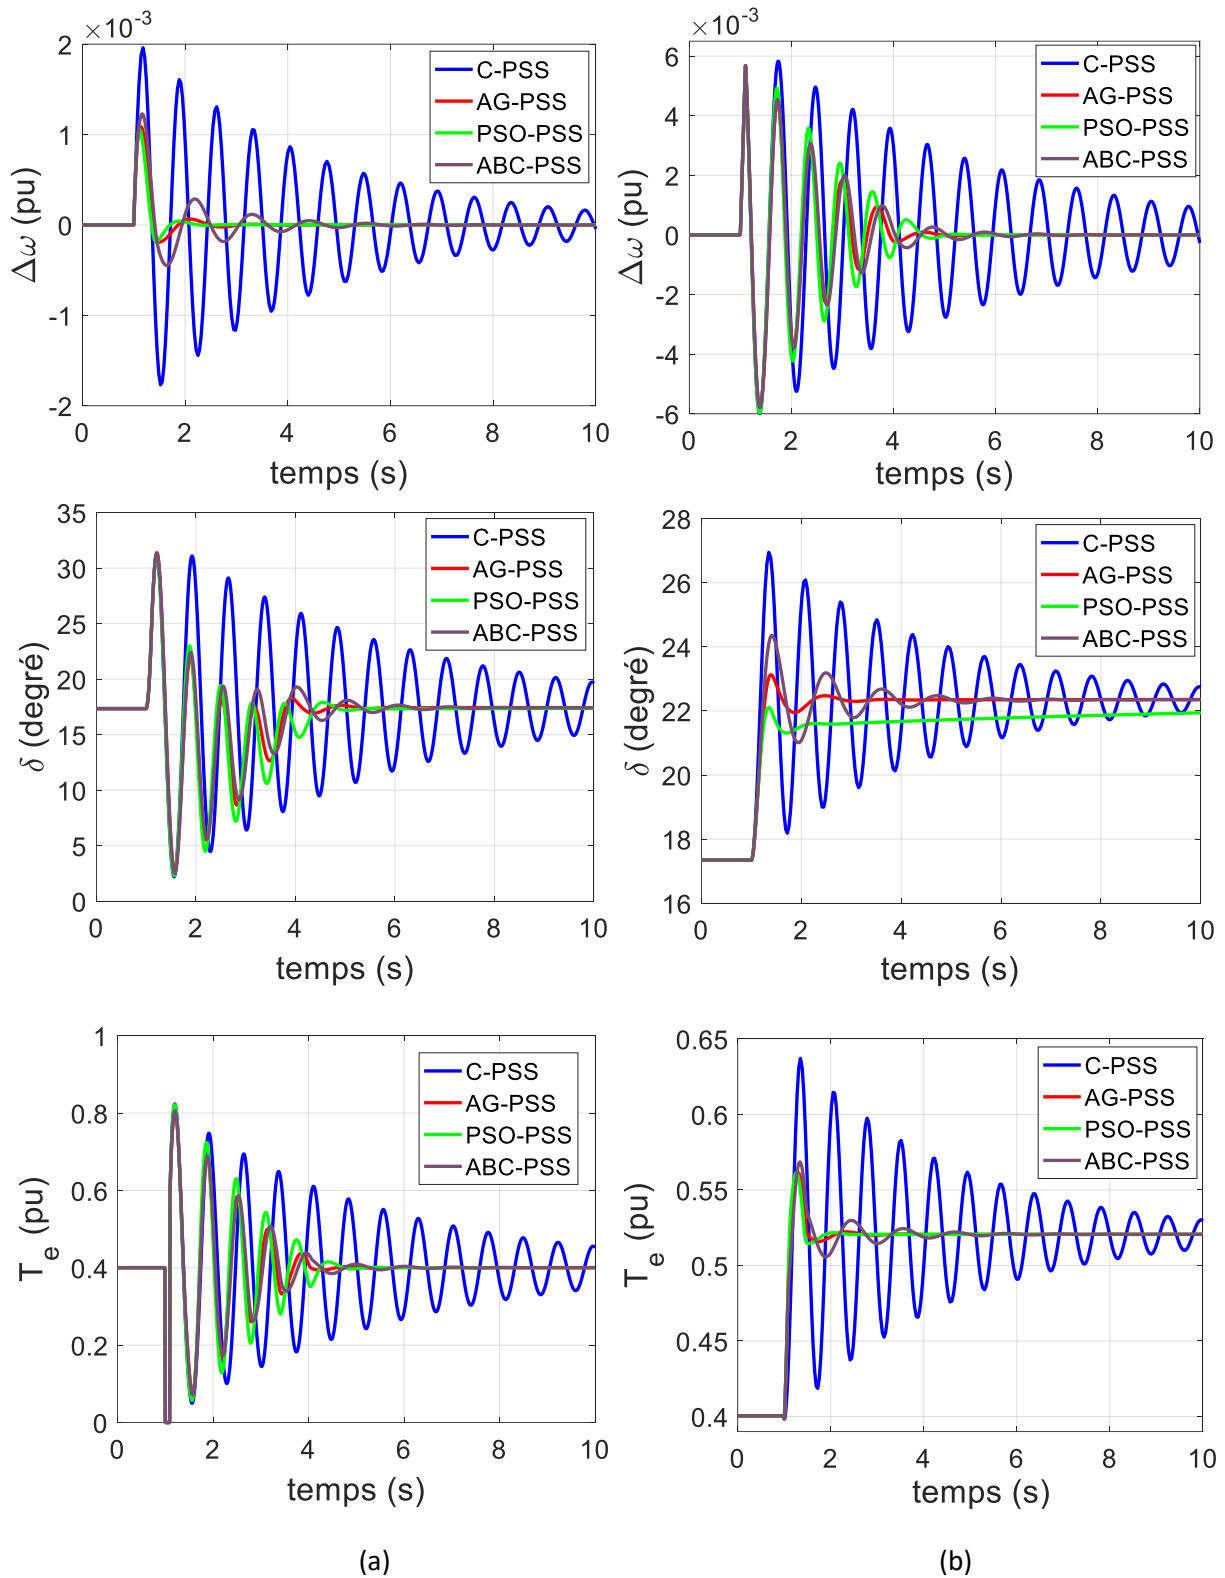 ×10⁻³
2
1
0
-1
-2
Δω (pu)
0 2 4 6 8 10
temps (s)
C-PSS
AG-PSS
PSO-PSS
ABC-PSS
×10⁻³
6
4
2
0
-2
-4
-6
Δω (pu)
0 2 4 6 8 10
temps (s)
C-PSS
AG-PSS
PSO-PSS
ABC-PSS
35
30
25
20
15
10
5
0
δ (degré)
0 2 4 6 8 10
temps (s)
C-PSS
AG-PSS
PSO-PSS
ABC-PSS
28
26
24
22
20
18
16
δ (degré)
0 2 4 6 8 10
temps (s)
C-PSS
AG-PSS
PSO-PSS
ABC-PSS
1
0.8
0.6
0.4
0.2
0
Te (pu)
0 2 4 6 8 10
temps (s)
C-PSS
AG-PSS
PSO-PSS
ABC-PSS
0.65
0.6
0.55
0.5
0.45
0.4
Te (pu)
0 2 4 6 8 10
temps (s)
C-PSS
AG-PSS
PSO-PSS
ABC-PSS
(a)
(b)